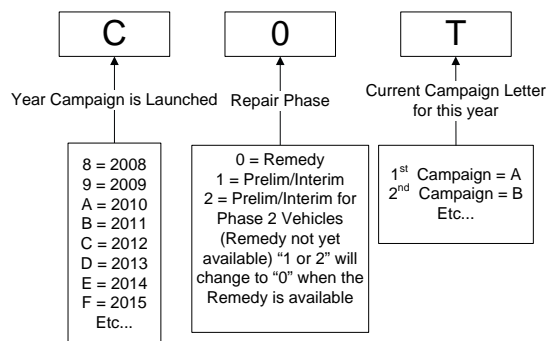 C 0 T
Year Campaign is Launched
Repair Phase
Current Campaign Letter
for this year
8 = 2008
9 = 2009
A = 2010
B = 2011
C = 2012
D = 2013
E = 2014
F = 2015
Etc...
0 = Remedy
1 = Prelim/Interim
2 = Prelim/Interim for
Phase 2 Vehicles
(Remedy not yet
available) “1 or 2” will
change to “0” when the
Remedy is available
1st Campaign = A
2nd Campaign = B
Etc...